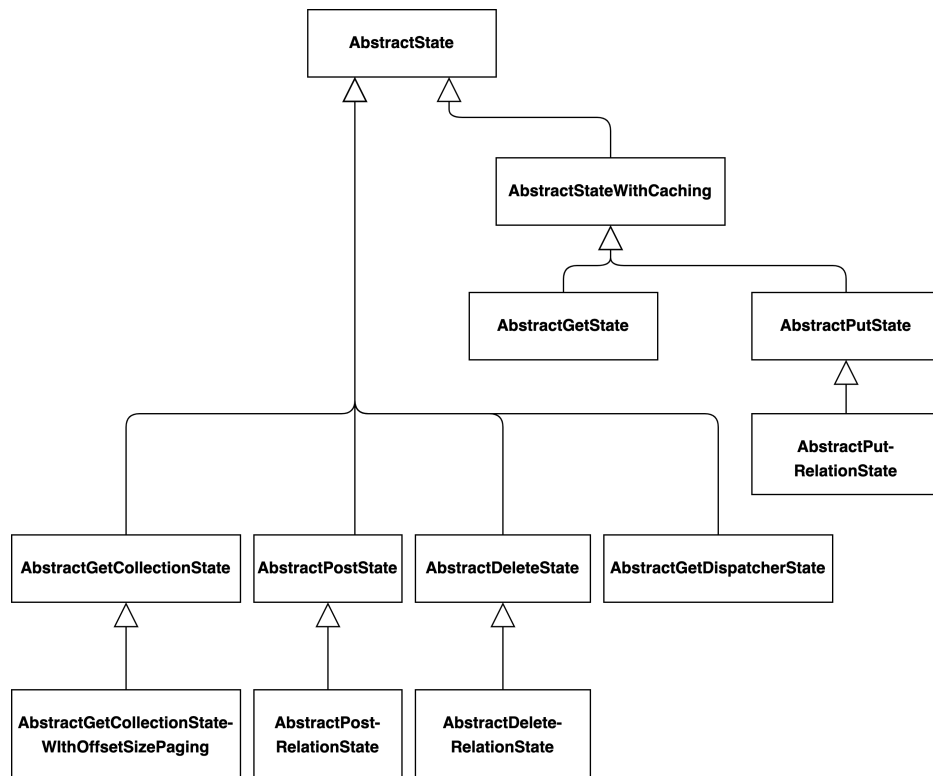 AbstractState
AbstractStateWithCaching
AbstractGetState
AbstractPutState
AbstractPut-
RelationState
AbstractGetCollectionState
AbstractPostState
AbstractDeleteState
AbstractGetDispatcherState
AbstractGetCollectionState-
WIthOffsetSizePaging
AbstractPost-
RelationState
AbstractDelete-
RelationState